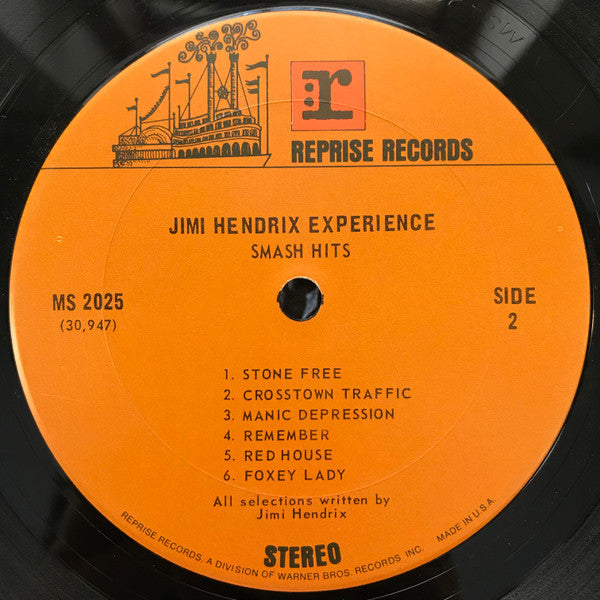 r:
REPRISE RECORDS
JIMI HENDRIX EXPERIENCE
SMASH HITS
MS 2025
(30,947)
SIDE
2
1. STONE FREE
2. CROSSTOWN TRAFFIC
3. MANIC DEPRESSION
4. REMEMBER
5. RED HOUSE
6. FOXEY LADY
All selections written by
Jimi Hendrix
STEREO
REPRISE RECORDS, A DIVISION OF WARNER BROS. RECORDS INC. MADE IN U.S.A.